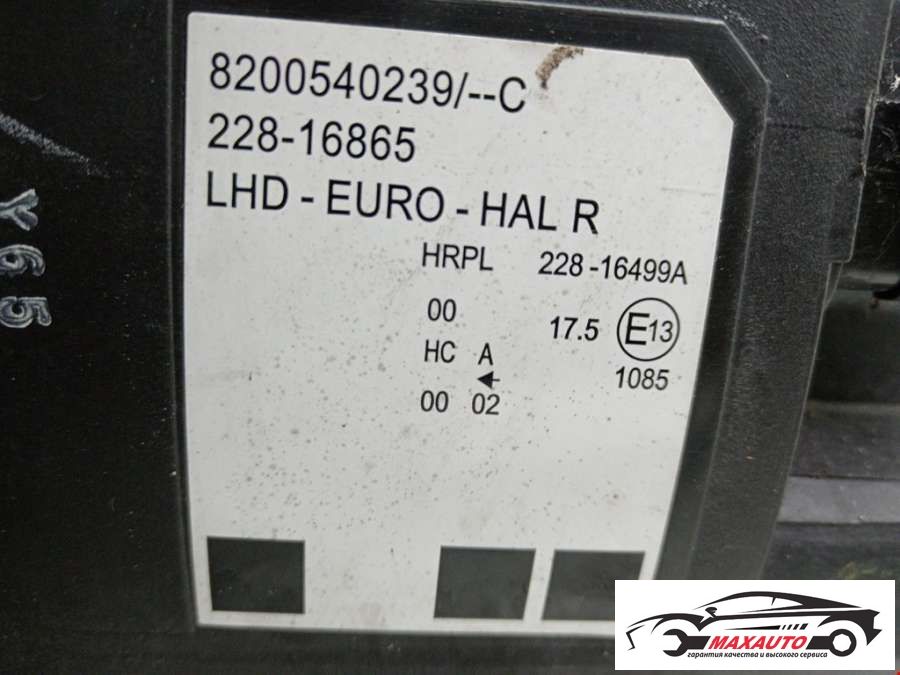 8200540239/--C
228-16865
LHD - EURO - HAL R
HRPL 228-16499A
00 17.5 E13
HC A 1085
00 02
Y65
MAXAUTO
гарантия качества и высокого сервиса